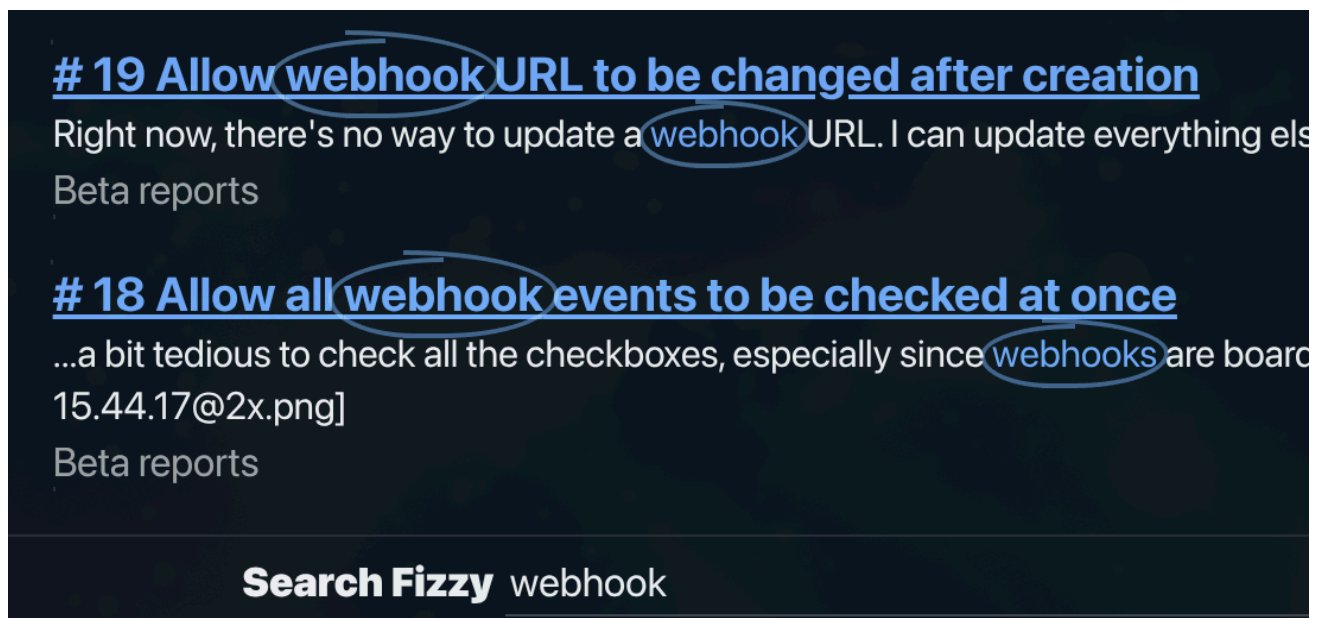 # 19 Allow webhook URL to be changed after creation
Right now, there's no way to update a webhook URL. I can update everything els
Beta reports
# 18 Allow all webhook events to be checked at once
...a bit tedious to check all the checkboxes, especially since webhooks are board
15.44.17@2x.png]
Beta reports
Search Fizzy webhook